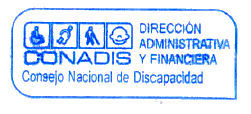 DIRECCIÓN
ADMINISTRATIVA
CONADIS Y FINANCIERA
Consejo Nacional de Discapacidad